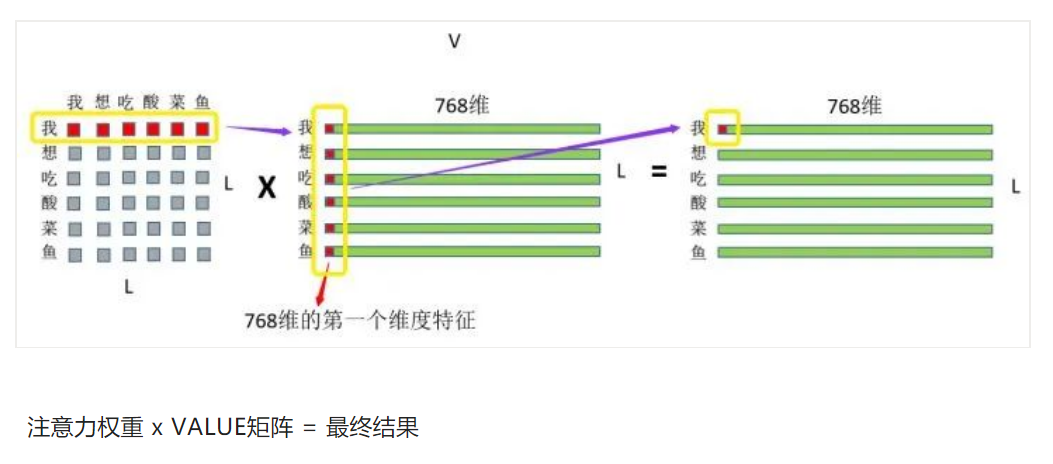 V
我 想 吃 酸 菜 鱼
768维
768维
我
想
吃
酸
菜
鱼
L
L
X
我
想
吃
酸
菜
鱼
L
=
我
想
吃
酸
菜
鱼
L
768维的第一个维度特征
注意力权重 x VALUE矩阵 = 最终结果